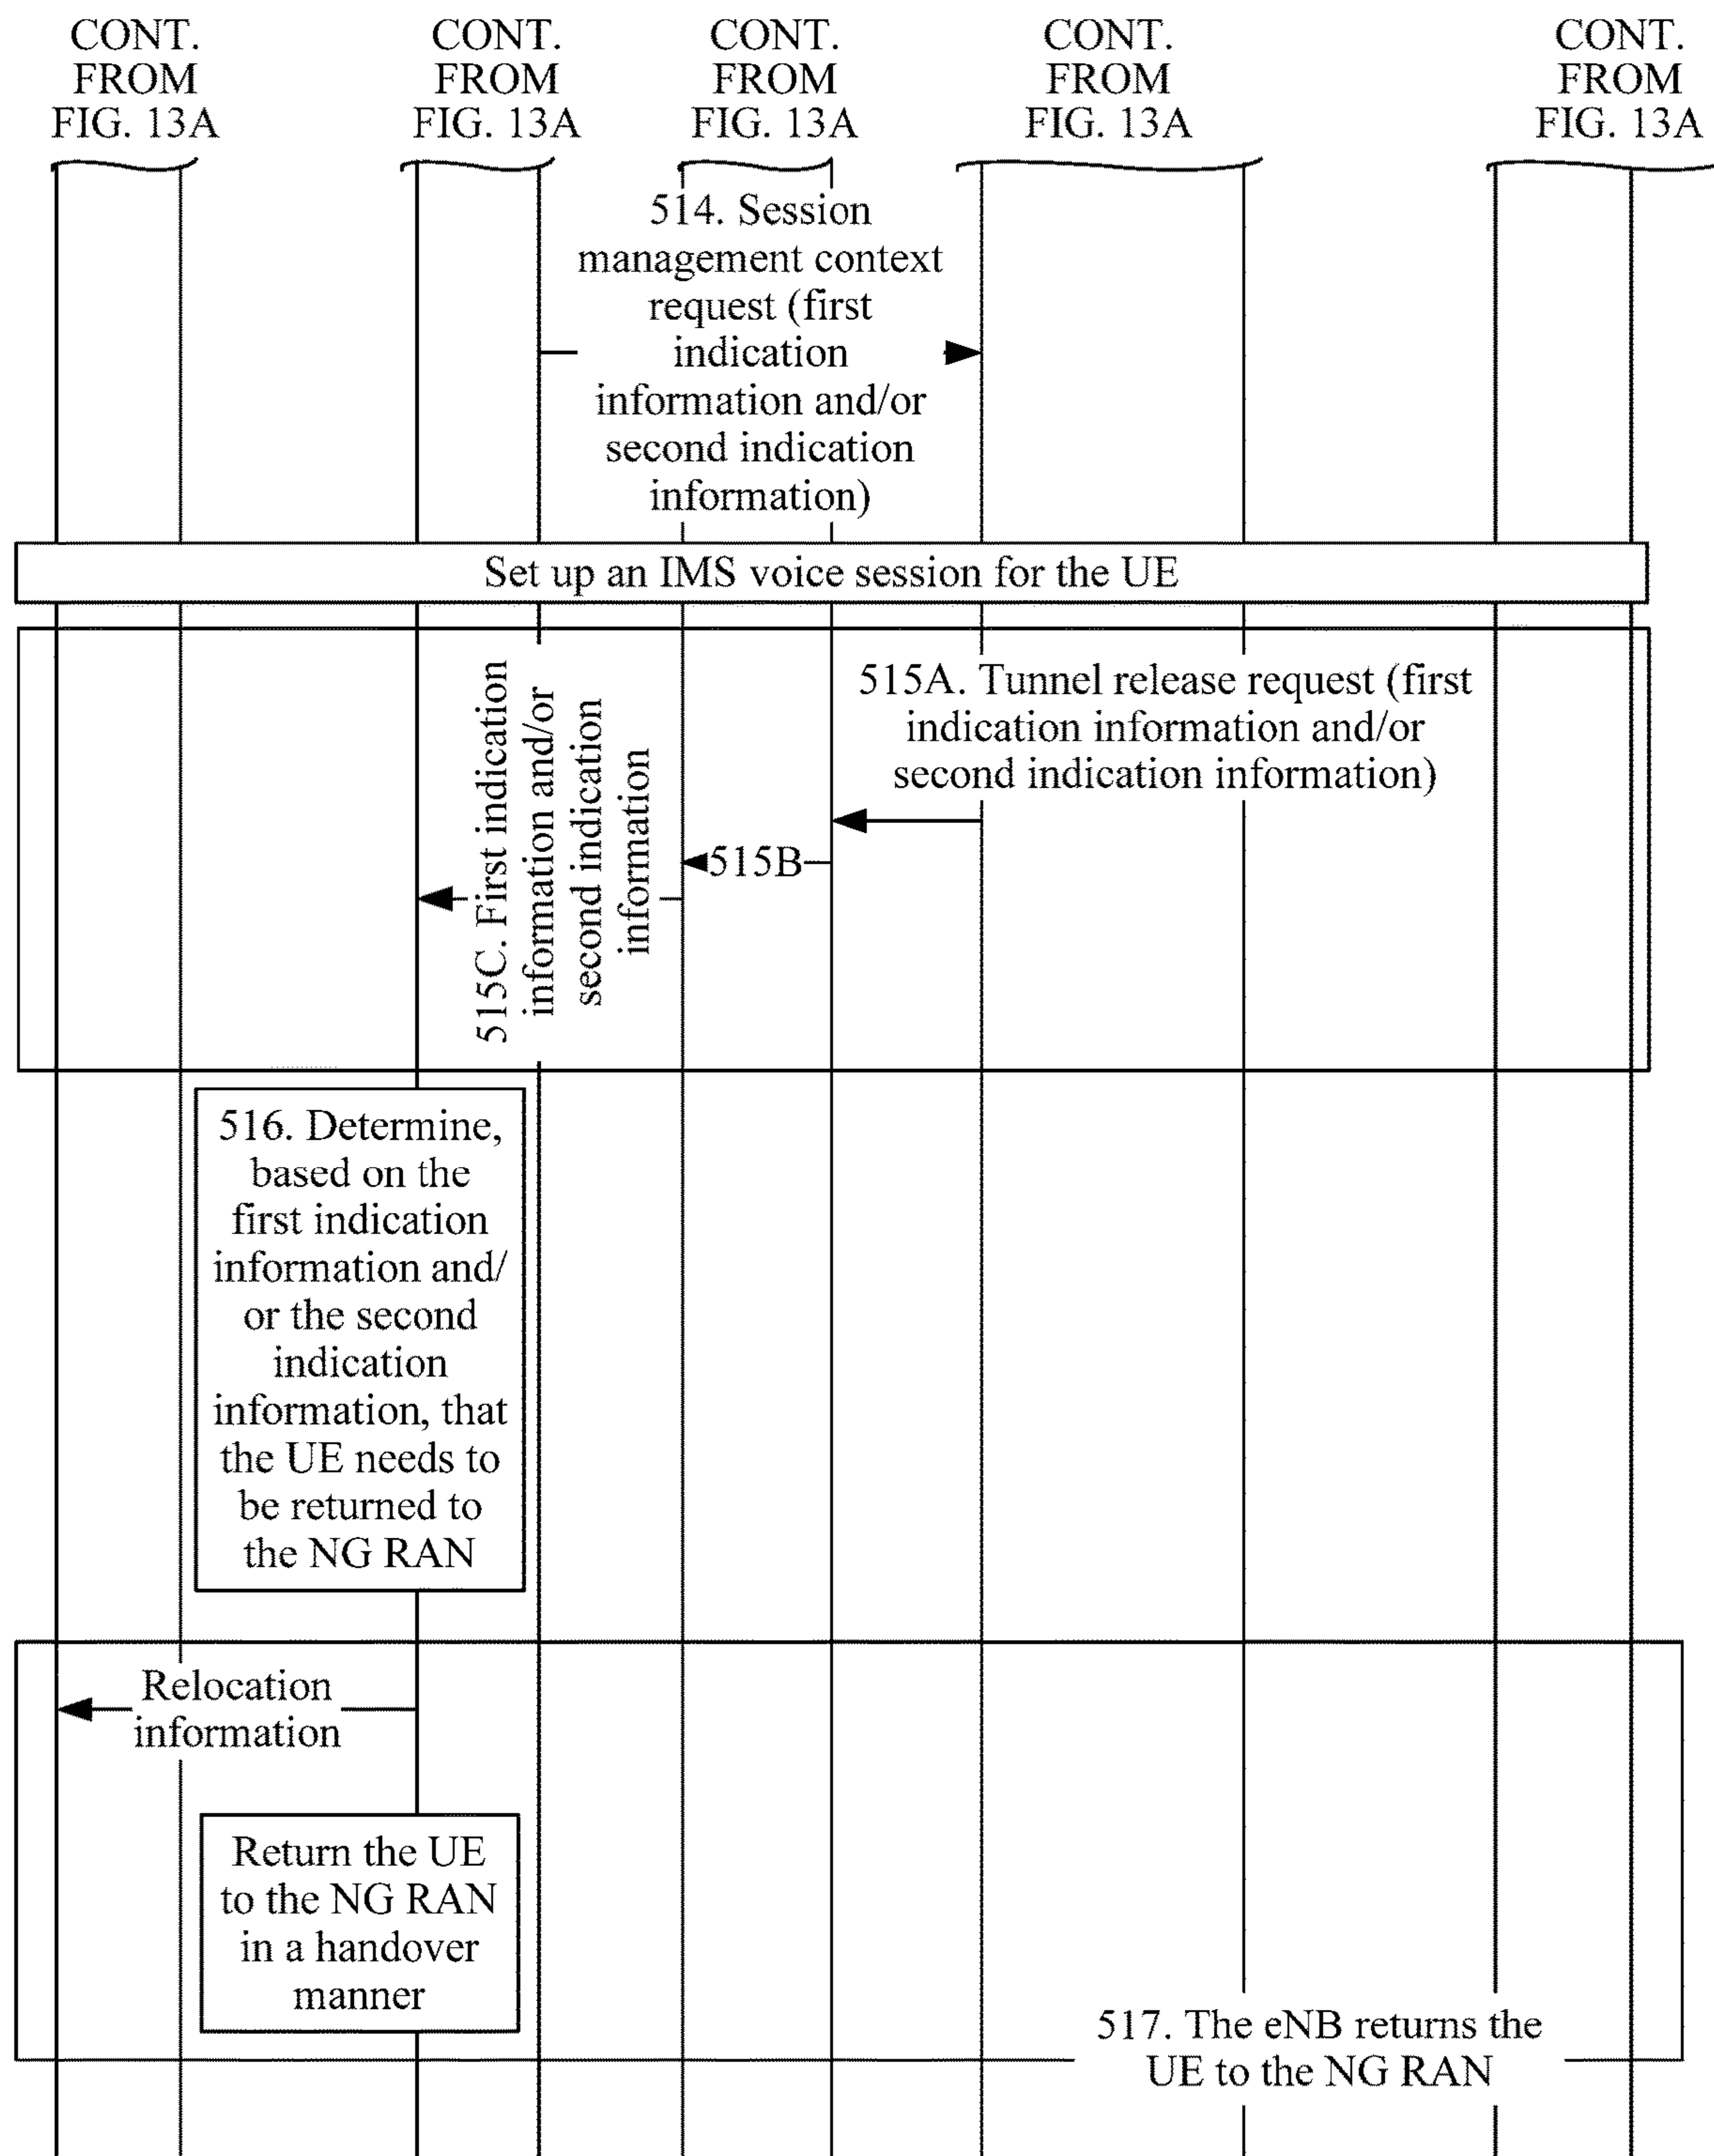 CONT.
FROM
FIG. 13A
CONT.
FROM
FIG. 13A
CONT.
FROM
FIG. 13A
CONT.
FROM
FIG. 13A
CONT.
FROM
FIG. 13A
514. Session
management context
request (first
indication
information and/or
second indication
information)
Set up an IMS voice session for the UE
515A. Tunnel release request (first
indication information and/or
second indication information)
515B
515C. First indication
information and/or
second indication
information
516. Determine,
based on the
first indication
information and/
or the second
indication
information, that
the UE needs to
be returned to
the NG RAN
Relocation
information
Return the UE
to the NG RAN
in a handover
manner
517. The eNB returns the
UE to the NG RAN